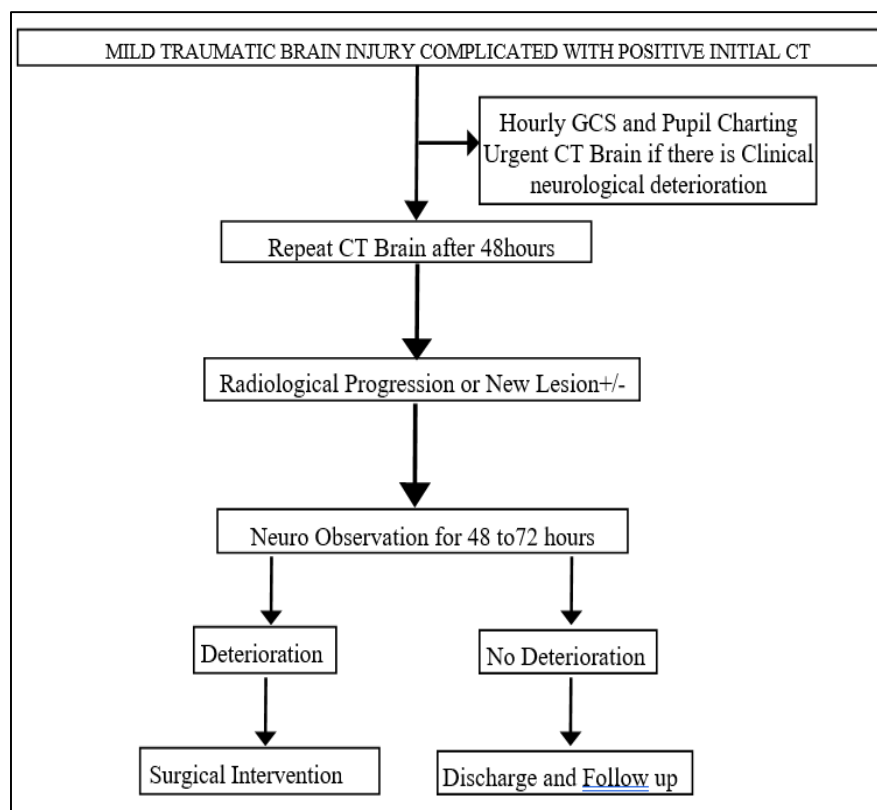 MILD TRAUMATIC BRAIN INJURY COMPLICATED WITH POSITIVE INITIAL CT
Hourly GCS and Pupil Charting
Urgent CT Brain if there is Clinical
neurological deterioration
Repeat CT Brain after 48hours
Radiological Progression or New Lesion+/-
Neuro Observation for 48 to72 hours
Deterioration
No Deterioration
Surgical Intervention
Discharge and Follow up